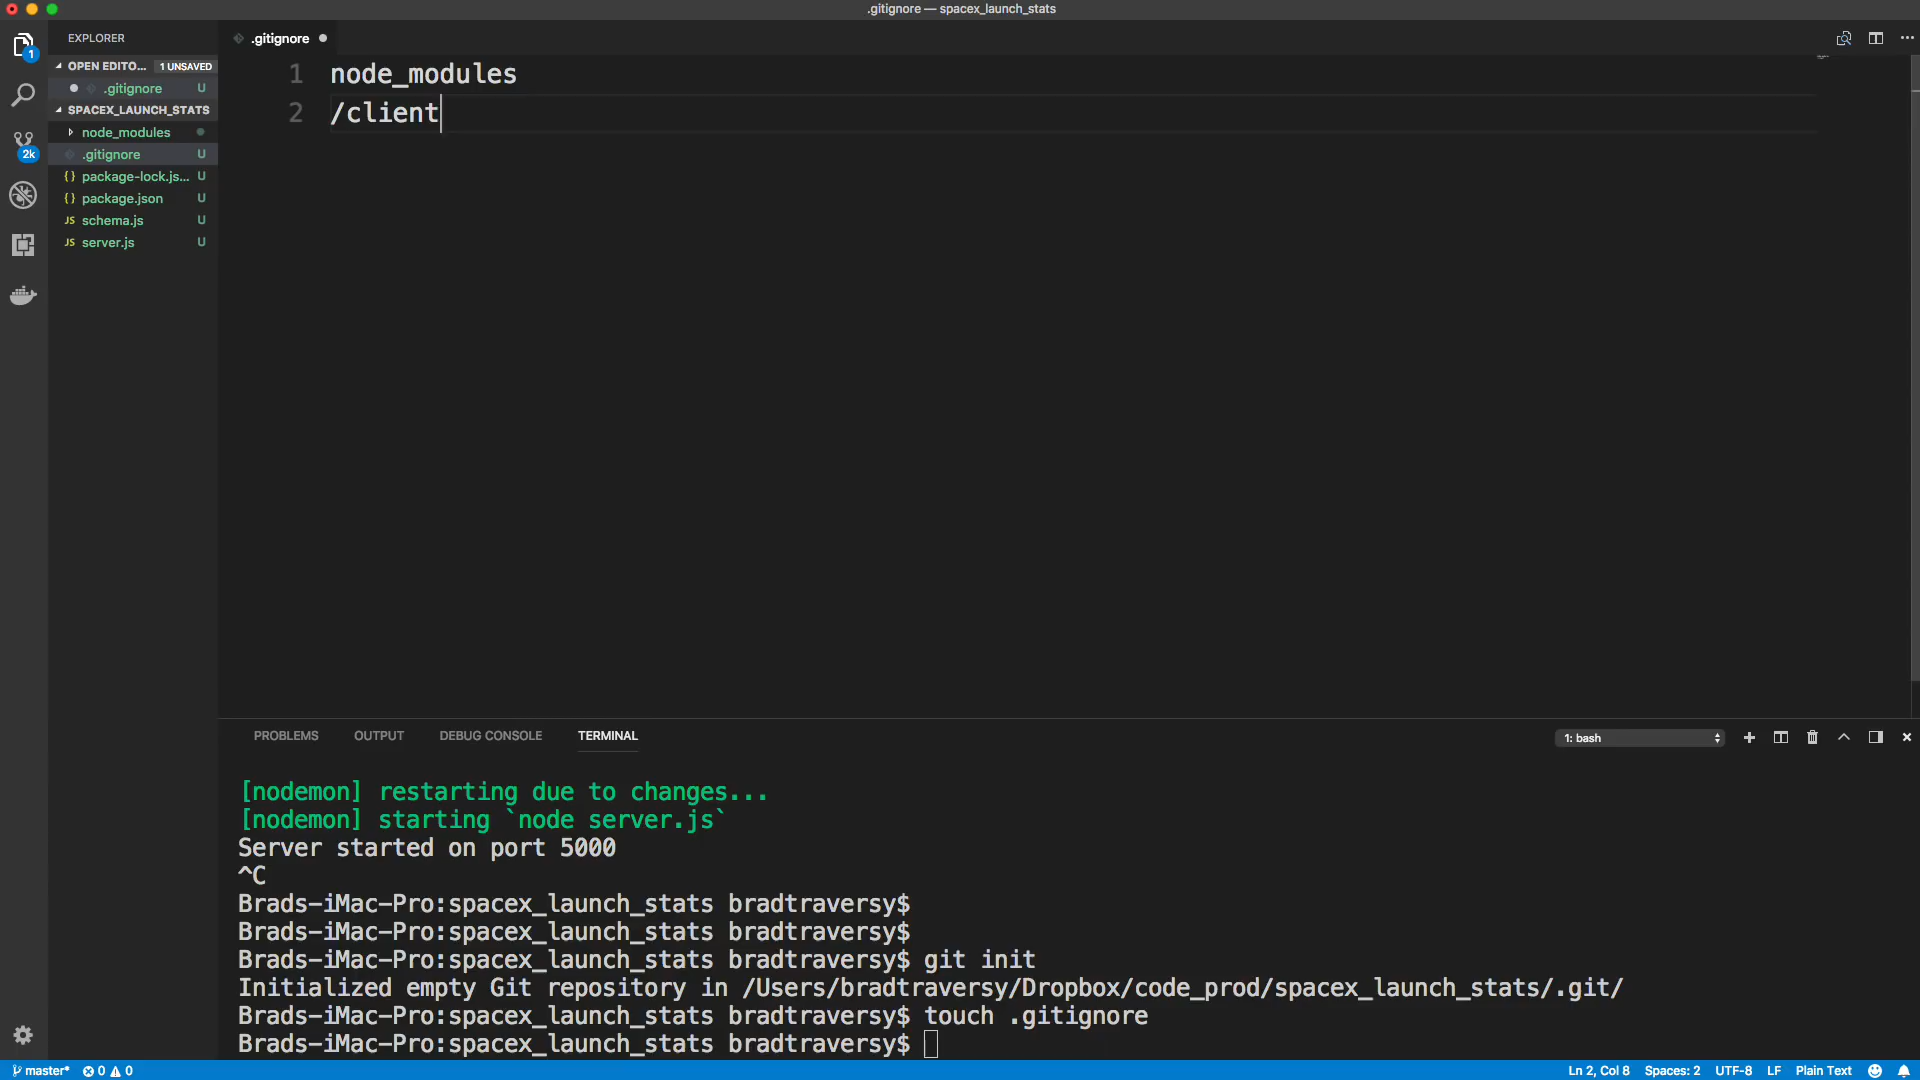 .gitignore — spacex_launch_stats
EXPLORER
.gitignore
1
OPEN EDITO... 1 UNSAVED
.gitignore U
SPACEX_LAUNCH_STATS
node_modules
2k
.gitignore U
package-lock.js... U
package.json U
JS schema.js U
JS server.js U
1 node_modules
2 /client
PROBLEMS OUTPUT DEBUG CONSOLE TERMINAL 1: bash
[nodemon] restarting due to changes...
[nodemon] starting `node server.js`
Server started on port 5000
^C
Brads-iMac-Pro:spacex_launch_stats bradtraversy$
Brads-iMac-Pro:spacex_launch_stats bradtraversy$
Brads-iMac-Pro:spacex_launch_stats bradtraversy$ git init
Initialized empty Git repository in /Users/bradtraversy/Dropbox/code_prod/spacex_launch_stats/.git/
Brads-iMac-Pro:spacex_launch_stats bradtraversy$ touch .gitignore
Brads-iMac-Pro:spacex_launch_stats bradtraversy$
master* 0 0 Ln 2, Col 8 Spaces: 2 UTF-8 LF Plain Text